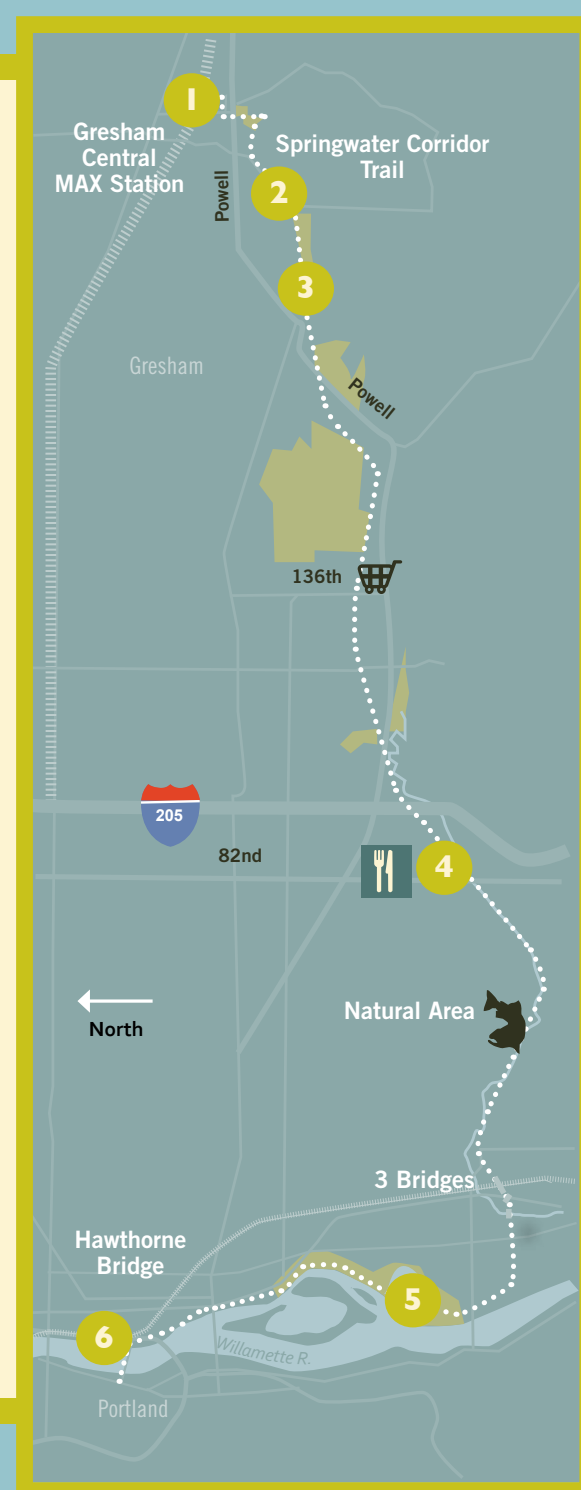 1
Gresham
Central
MAX Station
Springwater Corridor
Trail
Powell
2
3
Gresham
Powell
136th
205
82nd
4
Natural Area
North
3 Bridges
Hawthorne
Bridge
5
6
Willamette R.
Portland